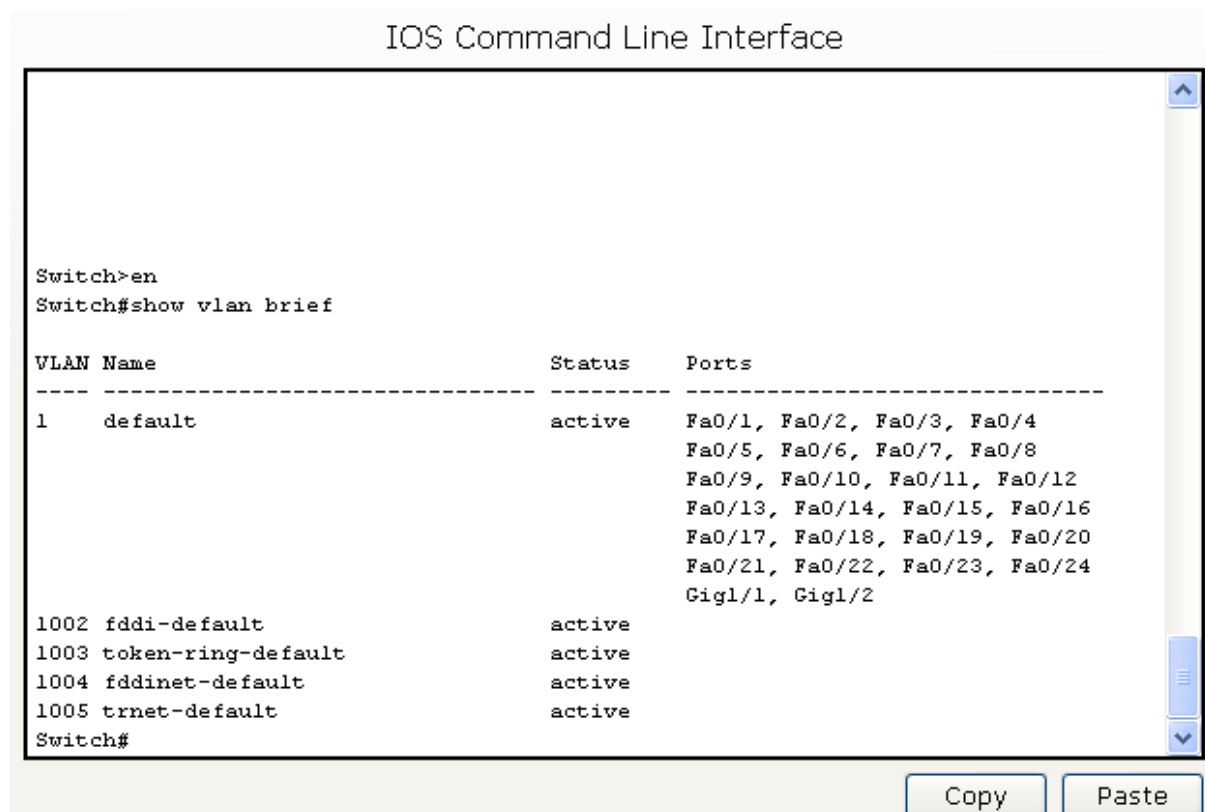 IOS Command Line Interface
Switch>en
Switch#show vlan brief
VLAN Name                             Status    Ports
---- -------------------------------- --------- -------------------------------
1    default                          active    Fa0/1, Fa0/2, Fa0/3, Fa0/4
                                                Fa0/5, Fa0/6, Fa0/7, Fa0/8
                                                Fa0/9, Fa0/10, Fa0/11, Fa0/12
                                                Fa0/13, Fa0/14, Fa0/15, Fa0/16
                                                Fa0/17, Fa0/18, Fa0/19, Fa0/20
                                                Fa0/21, Fa0/22, Fa0/23, Fa0/24
                                                Gig1/1, Gig1/2
1002 fddi-default                     active
1003 token-ring-default               active
1004 fddinet-default                  active
1005 trnet-default                    active
Switch#
Copy Paste